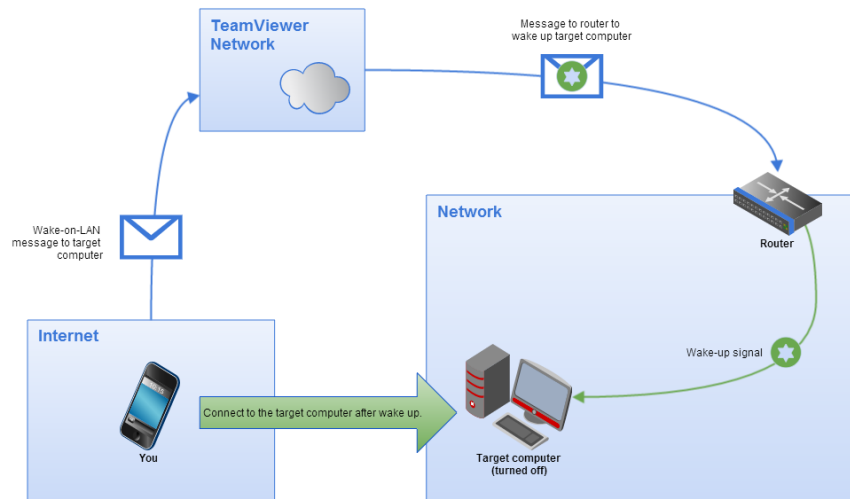 TeamViewer
Network
Message to router to
wake up target computer
Wake-on-LAN
message to target
computer
Network
Router
Internet
Wake-up signal
Connect to the target computer after wake up.
You
Target computer
(turned off)